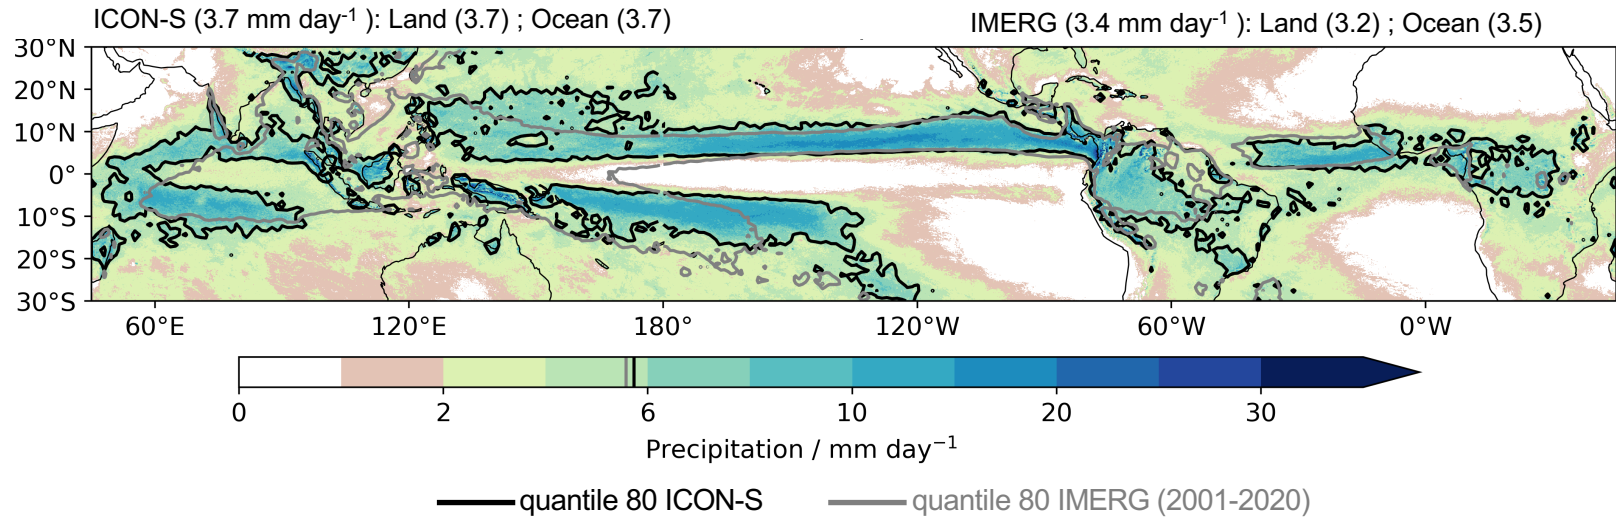 ICON-S (3.7 mm day⁻¹ ): Land (3.7) ; Ocean (3.7)
IMERG (3.4 mm day⁻¹ ): Land (3.2) ; Ocean (3.5)
30°N
20°N
10°N
0°
10°S
20°S
30°S
60°E 120°E 180° 120°W 60°W 0°W
0 2 6 10 20 30
Precipitation / mm day⁻¹
quantile 80 ICON-S quantile 80 IMERG (2001-2020)